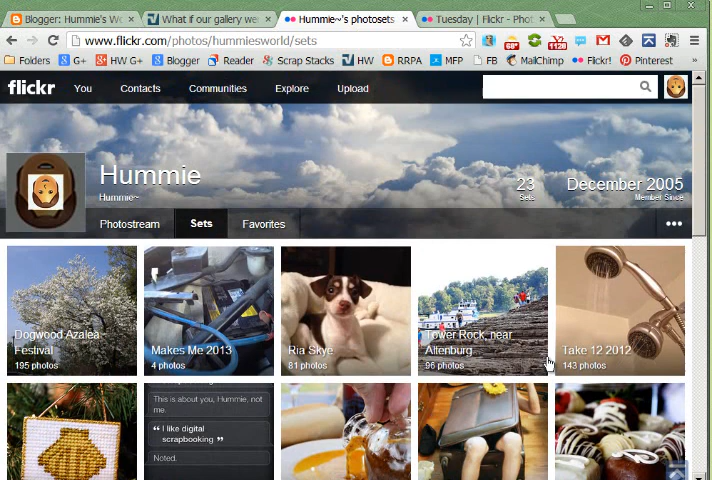 Blogger: Hummie's We
What if our gallery we
Hummie~'s photosets
Tuesday | Flickr - Phot
www.flickr.com/photos/hummiesworld/sets
68°
1120
Folders
G+
HW G+
Blogger
Reader
Scrap Stacks
HW
RRPA
MFP
FB
MailChimp
Flickr!
Pinterest
»
flickr
You
Contacts
Communities
Explore
Upload
Hummie
Hummie~
23
Sets
December 2005
Member Since
Photostream
Sets
Favorites
Dogwood Azalea
Festival
195 photos
Makes Me 2013
4 photos
Ria Skye
81 photos
Tower Rock, near
Altenburg
96 photos
Take 12 2012
143 photos
This is about you, Hummie, not
me.
“ I like digital
scrapbooking ”
Noted.